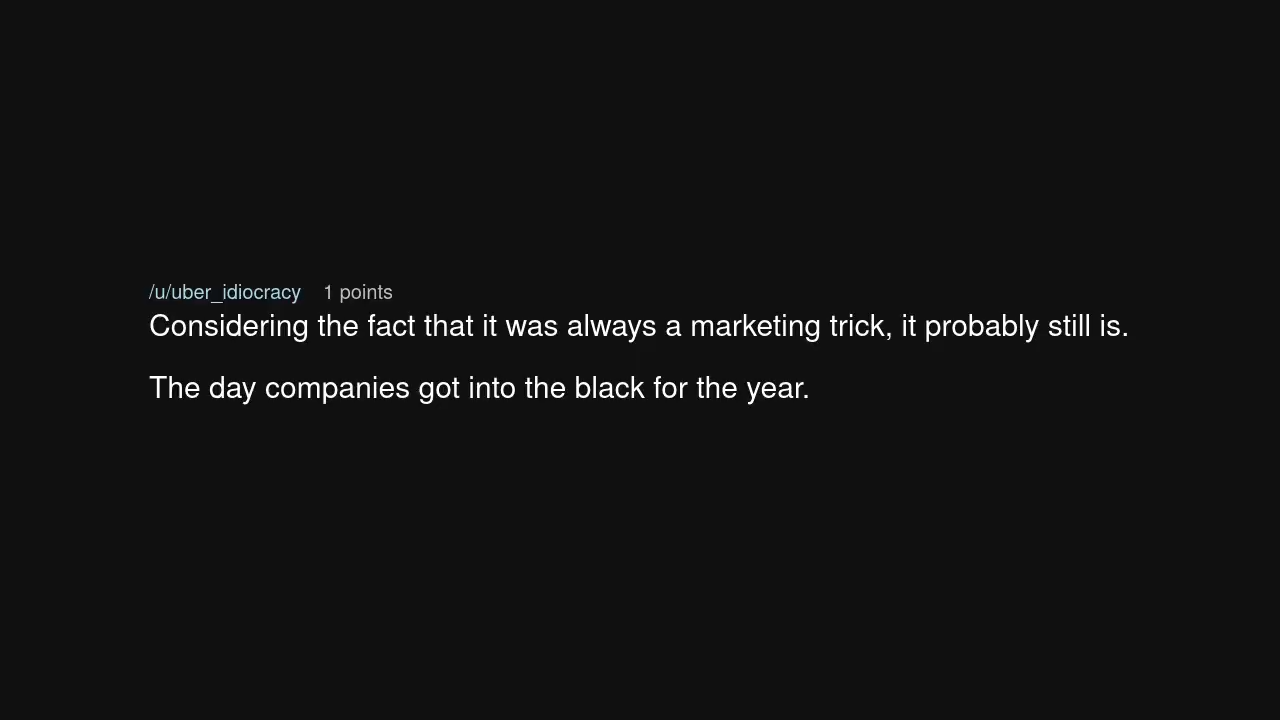 /u/uber_idiocracy 1 points
Considering the fact that it was always a marketing trick, it probably still is.
The day companies got into the black for the year.